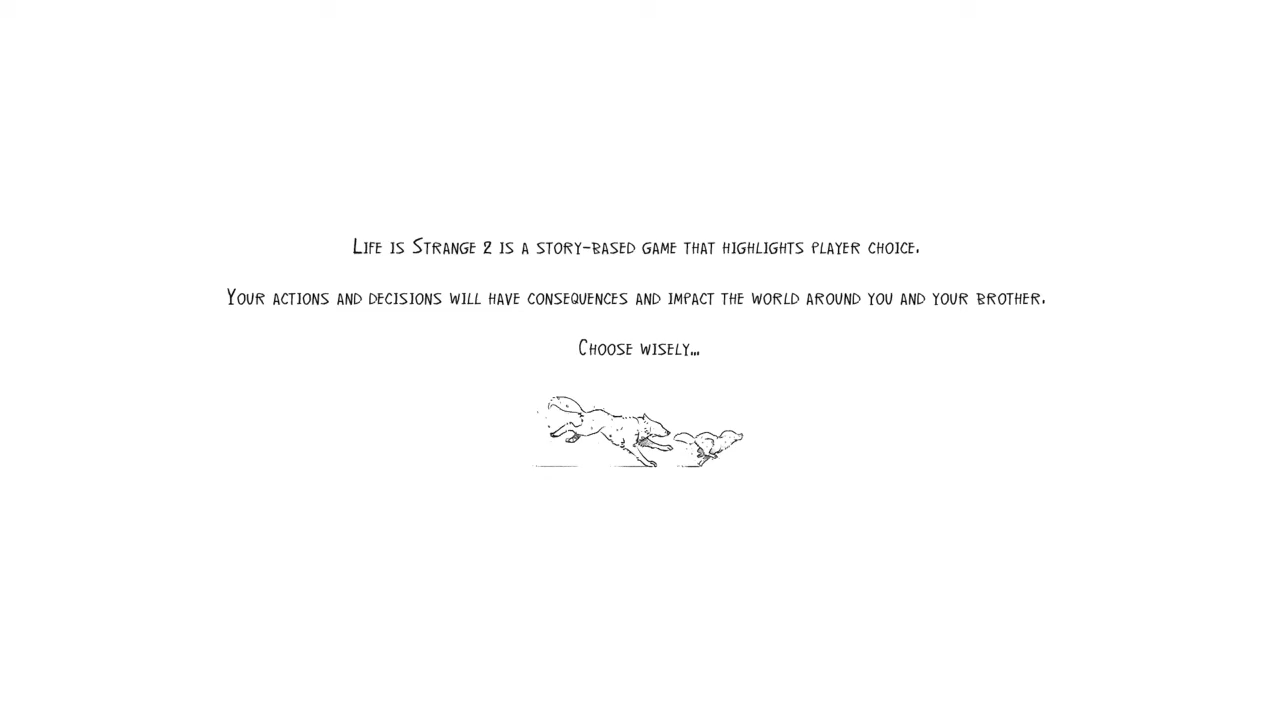 Life is Strange 2 is a story-based game that highlights player choice.
Your actions and decisions will have consequences and impact the world around you and your brother.
Choose wisely...